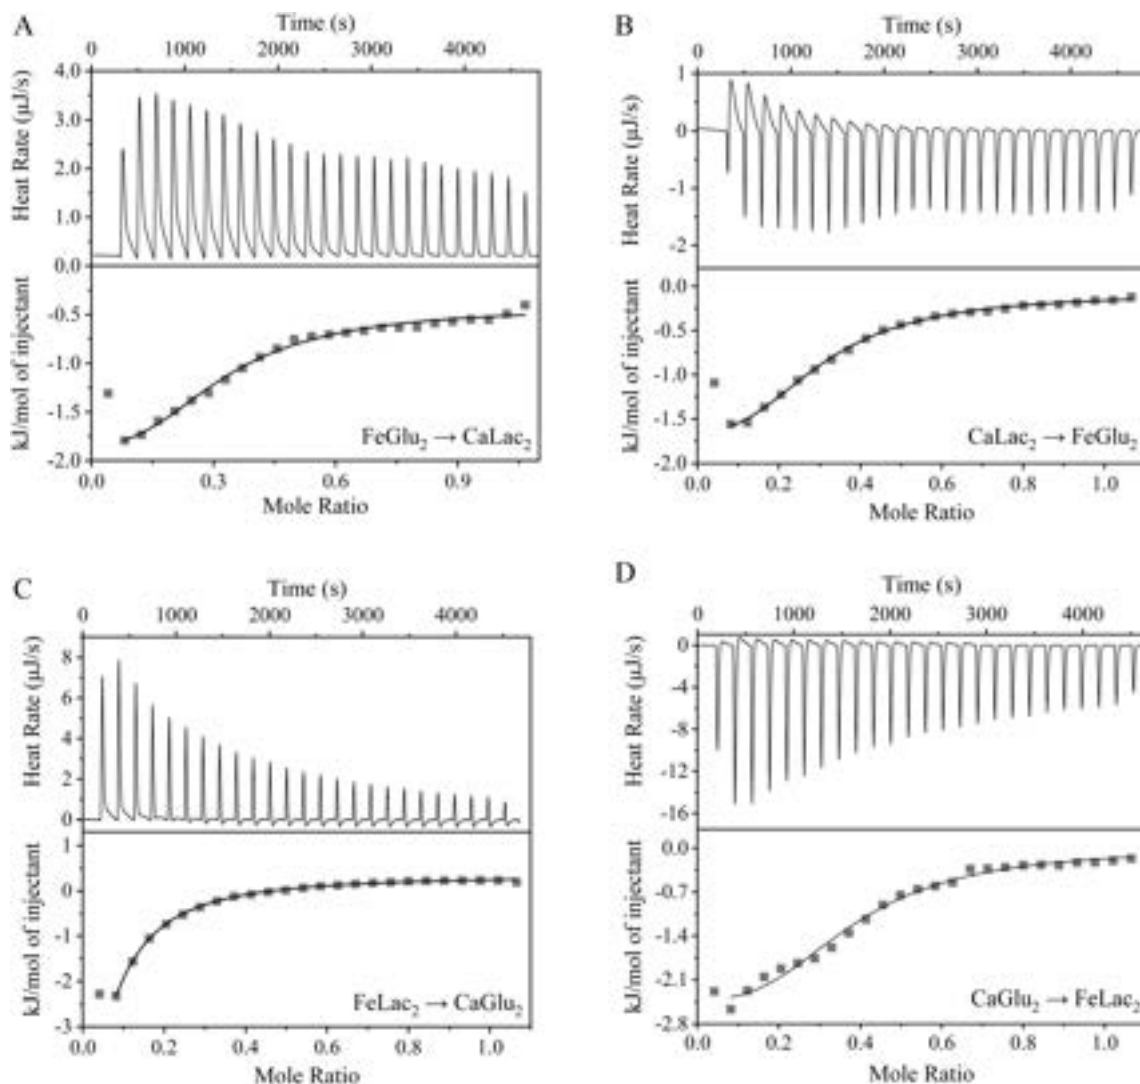 A
Time (s)
0 1000 2000 3000 4000
4.0
3.0
2.0
1.0
0.0
Heat Rate (μJ/s)
-0.5
-1.0
-1.5
-2.0
kJ/mol of injectant
FeGlu₂ → CaLac₂
0.0 0.3 0.6 0.9
Mole Ratio
B
Time (s)
0 1000 2000 3000 4000
1
0
-1
-2
Heat Rate (μJ/s)
0.0
-0.5
-1.0
-1.5
-2.0
kJ/mol of injectant
CaLac₂ → FeGlu₂
0.0 0.2 0.4 0.6 0.8 1.0
Mole Ratio
C
Time (s)
0 1000 2000 3000 4000
8
6
4
2
0
Heat Rate (μJ/s)
1
0
-1
-2
-3
kJ/mol of injectant
FeLac₂ → CaGlu₂
0.0 0.2 0.4 0.6 0.8 1.0
Mole Ratio
D
Time (s)
0 1000 2000 3000 4000
0
-4
-8
-12
-16
Heat Rate (μJ/s)
0.0
-0.7
-1.4
-2.1
-2.8
kJ/mol of injectant
CaGlu₂ → FeLac₂
0.0 0.2 0.4 0.6 0.8 1.0
Mole Ratio